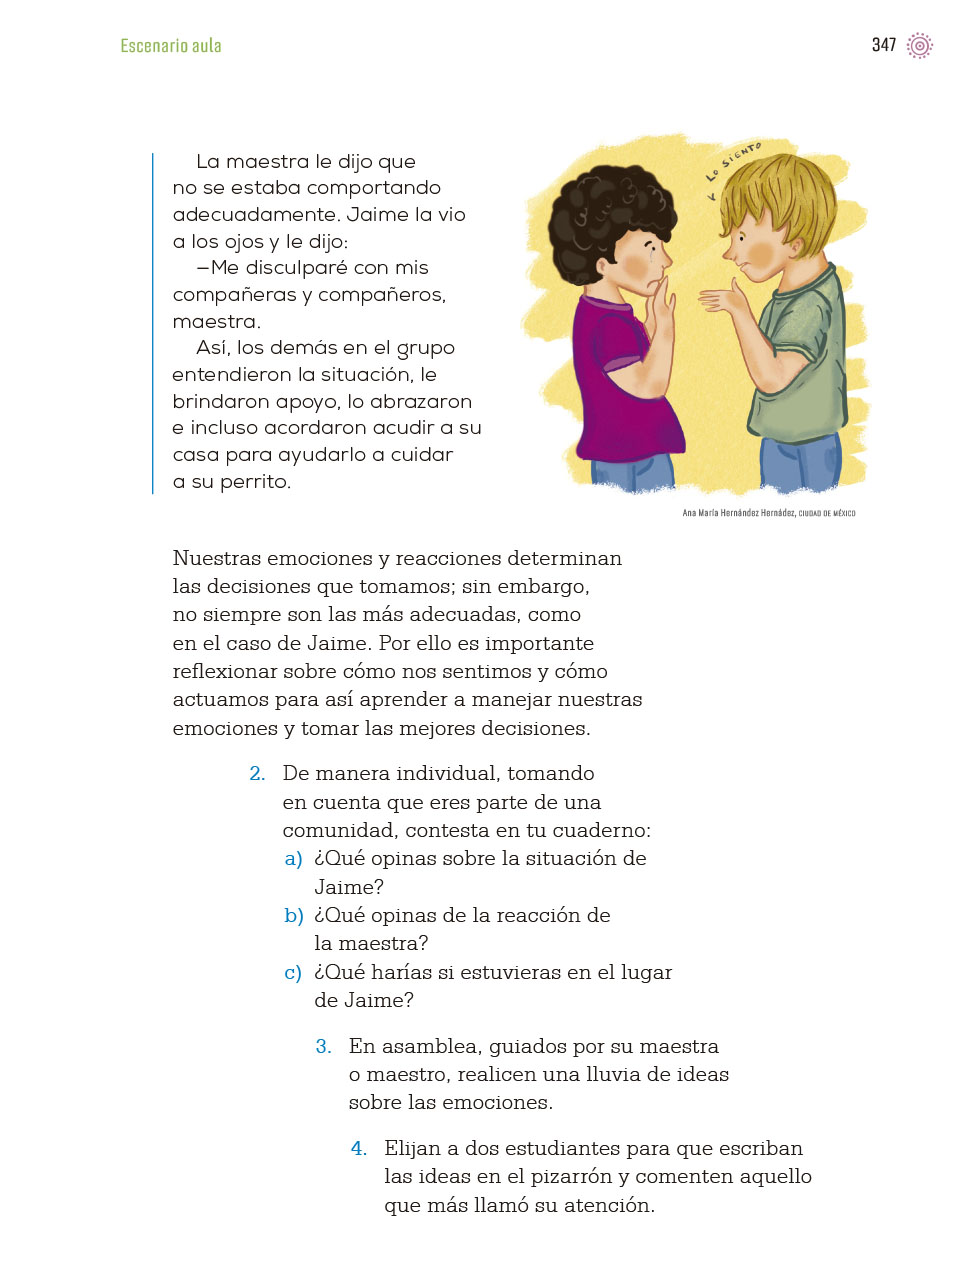 Escenario aula
347
La maestra le dijo que
no se estaba comportando
adecuadamente. Jaime la vio
a los ojos y le dijo:
—Me disculparé con mis
compañeras y compañeros,
maestra.
Así, los demás en el grupo
entendieron la situación, le
brindaron apoyo, lo abrazaron
e incluso acordaron acudir a su
casa para ayudarlo a cuidar
a su perrito.
Y LO SIENTO
Ana María Hernández Hernádez, CIUDAD DE MÉXICO
Nuestras emociones y reacciones determinan
las decisiones que tomamos; sin embargo,
no siempre son las más adecuadas, como
en el caso de Jaime. Por ello es importante
reflexionar sobre cómo nos sentimos y cómo
actuamos para así aprender a manejar nuestras
emociones y tomar las mejores decisiones.
2. De manera individual, tomando
en cuenta que eres parte de una
comunidad, contesta en tu cuaderno:
a) ¿Qué opinas sobre la situación de
Jaime?
b) ¿Qué opinas de la reacción de
la maestra?
c) ¿Qué harías si estuvieras en el lugar
de Jaime?
3. En asamblea, guiados por su maestra
o maestro, realicen una lluvia de ideas
sobre las emociones.
4. Elijan a dos estudiantes para que escriban
las ideas en el pizarrón y comenten aquello
que más llamó su atención.